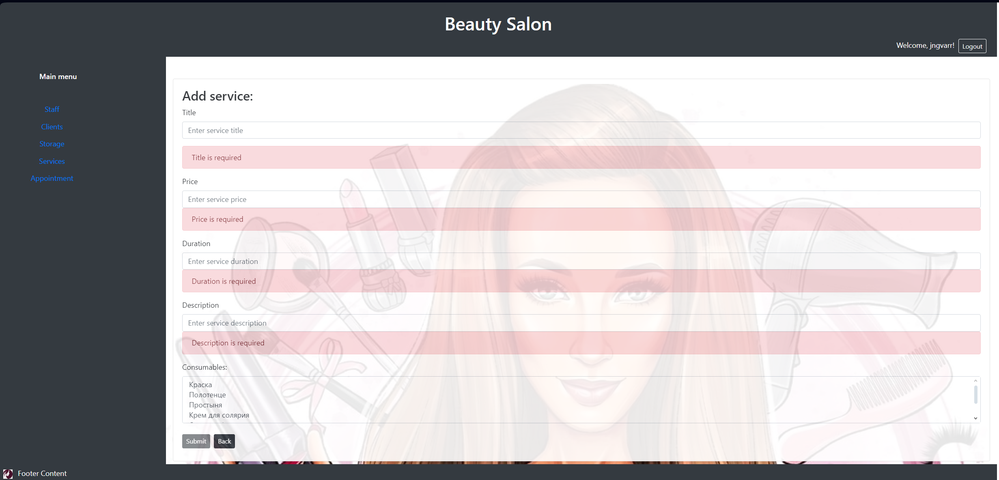 Beauty Salon
Welcome, jngvarr! Logout
Main menu
Staff
Clients
Storage
Services
Appointment
Add service:
Title
Enter service title
Title is required
Price
Enter service price
Price is required
Duration
Enter service duration
Duration is required
Description
Enter service description
Description is required
Consumables:
Краска
Полотенце
Простыня
Крем для солярия
Submit Back
Footer Content